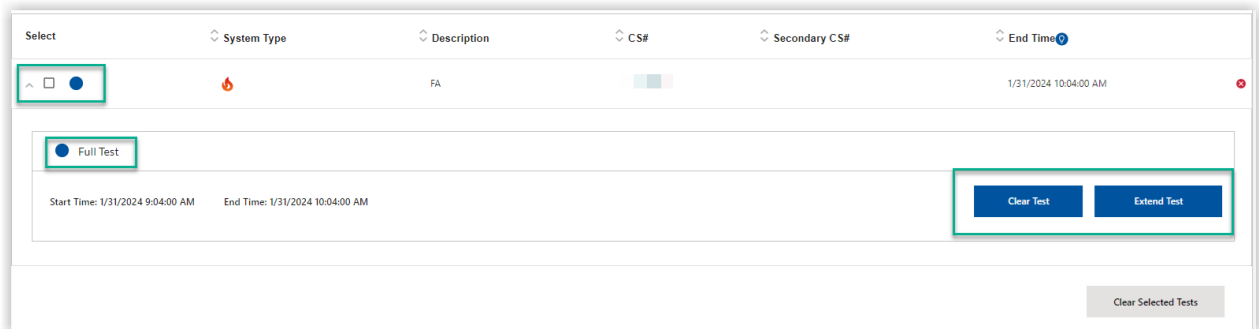 Select System Type Description CS# Secondary CS# End Time
FA 1/31/2024 10:04:00 AM
Full Test
Start Time: 1/31/2024 9:04:00 AM End Time: 1/31/2024 10:04:00 AM Clear Test Extend Test
Clear Selected Tests